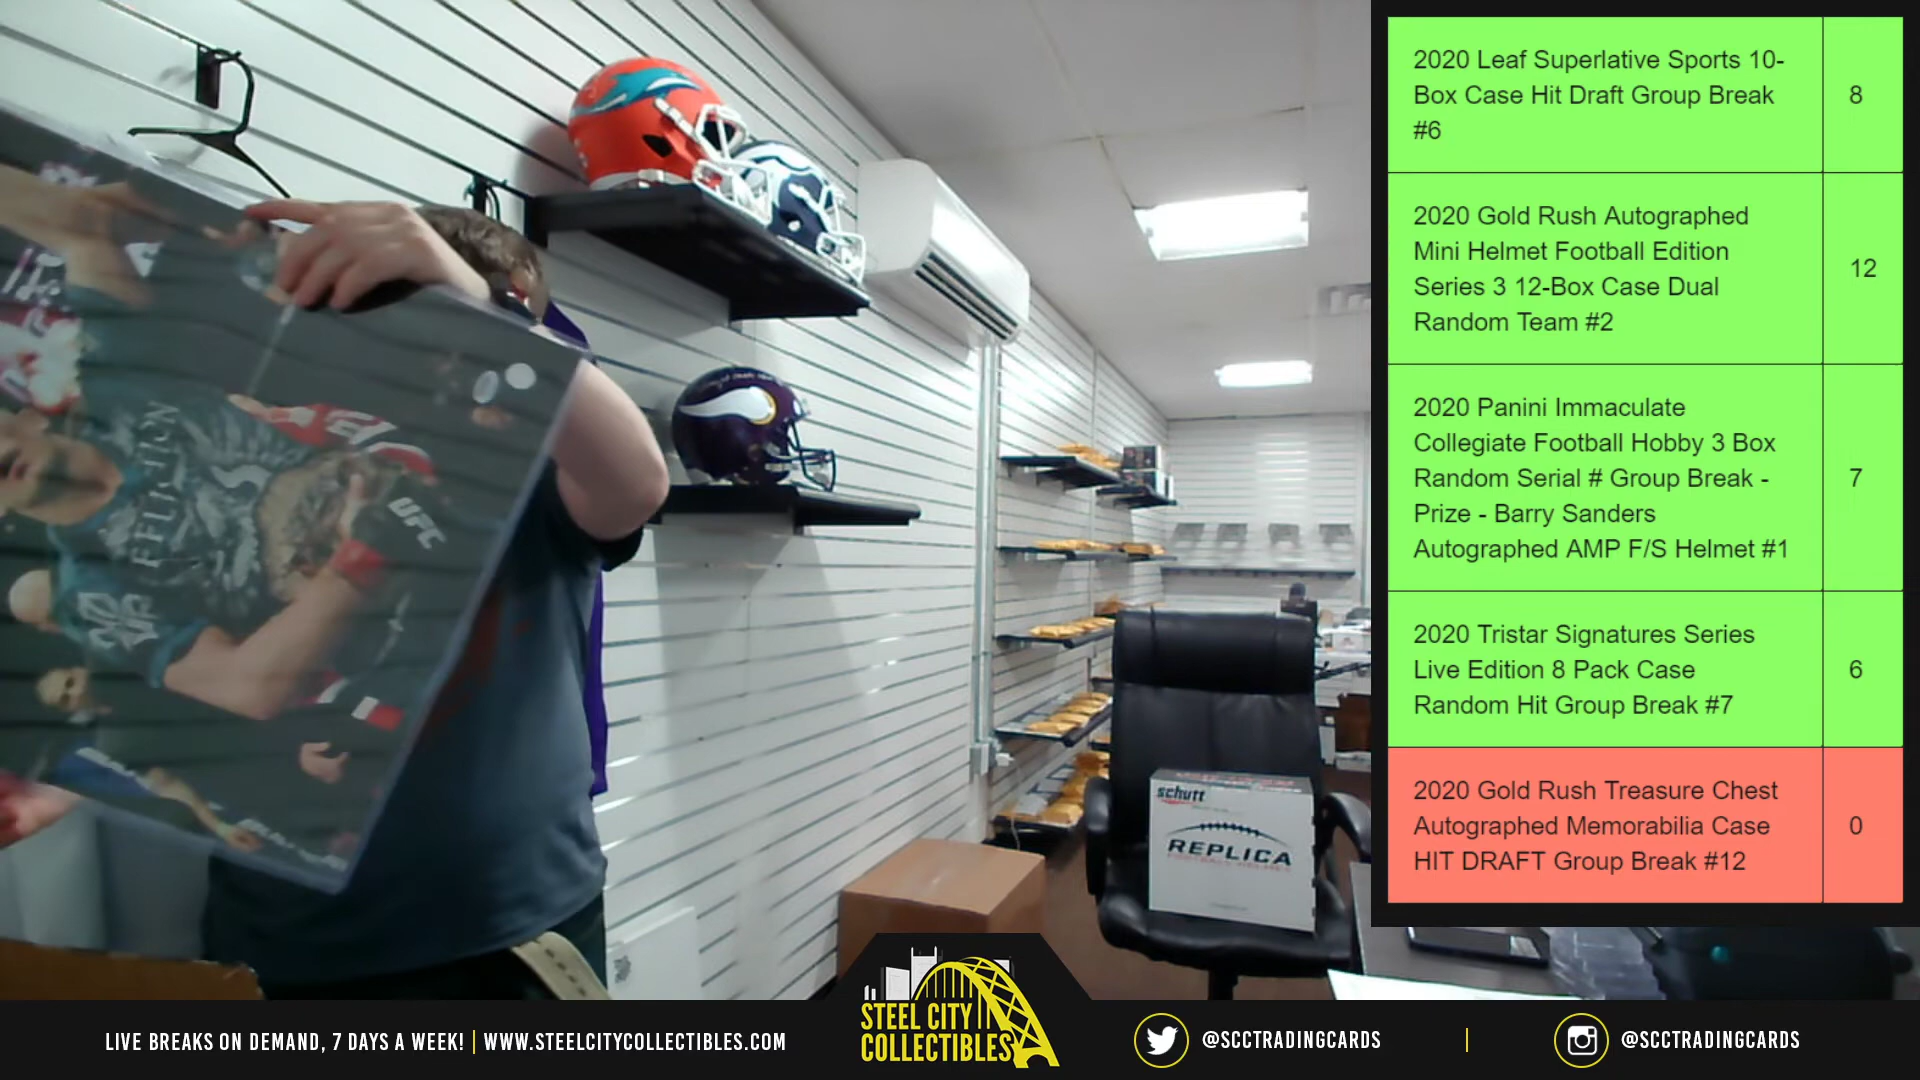 2020 Leaf Superlative Sports 10-
Box Case Hit Draft Group Break
#6
8
2020 Gold Rush Autographed
Mini Helmet Football Edition
Series 3 12-Box Case Dual
Random Team #2
12
2020 Panini Immaculate
Collegiate Football Hobby 3 Box
Random Serial # Group Break -
Prize - Barry Sanders
Autographed AMP F/S Helmet #1
7
2020 Tristar Signatures Series
Live Edition 8 Pack Case
Random Hit Group Break #7
6
2020 Gold Rush Treasure Chest
Autographed Memorabilia Case
HIT DRAFT Group Break #12
0
UFC
schutt
REPLICA
LIVE BREAKS ON DEMAND, 7 DAYS A WEEK! | WWW.STEELCITYCOLLECTIBLES.COM
STEEL CITY
COLLECTIBLES
@SCCTRADINGCARDS
@SCCTRADINGCARDS